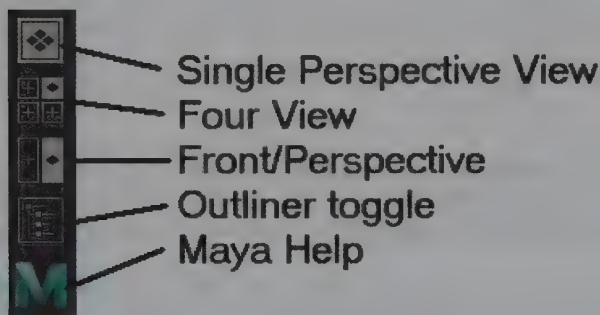 Single Perspective View
Four View
Front/Perspective
Outliner toggle
Maya Help
M